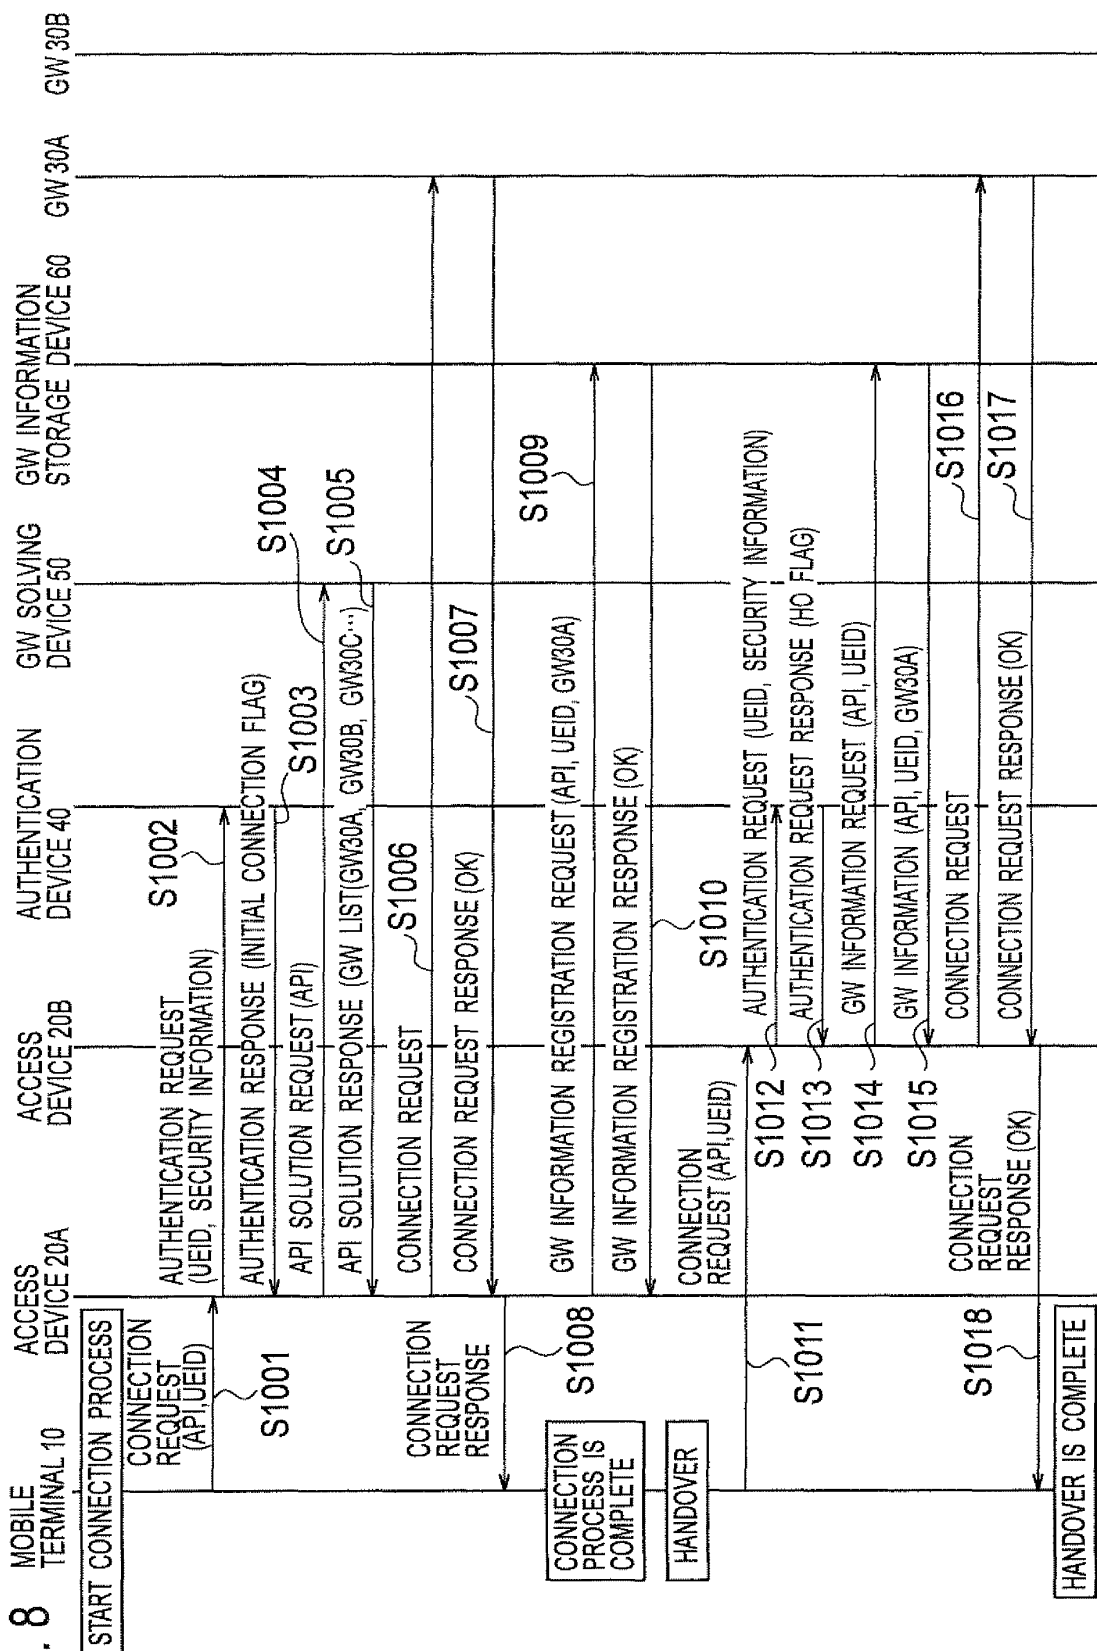 . 8
MOBILE
TERMINAL 10
ACCESS
DEVICE 20A
ACCESS
DEVICE 20B
AUTHENTICATION
DEVICE 40
GW SOLVING
DEVICE 50
GW INFORMATION
STORAGE DEVICE 60
GW 30A
GW 30B
START CONNECTION PROCESS
CONNECTION
REQUEST
(API,UEID)
S1001
AUTHENTICATION REQUEST
(UEID, SECURITY INFORMATION)
S1002
AUTHENTICATION RESPONSE (INITIAL CONNECTION FLAG)
S1003
API SOLUTION REQUEST (API)
S1004
API SOLUTION RESPONSE (GW LIST(GW30A, GW30B, GW30C···)
S1005
CONNECTION REQUEST
S1006
CONNECTION REQUEST RESPONSE (OK)
S1007
CONNECTION
REQUEST
RESPONSE
S1008
CONNECTION
PROCESS IS
COMPLETE
GW INFORMATION REGISTRATION REQUEST (API, UEID, GW30A)
S1009
GW INFORMATION REGISTRATION RESPONSE (OK)
S1010
HANDOVER
CONNECTION
REQUEST (API,UEID)
S1011
AUTHENTICATION REQUEST (UEID, SECURITY INFORMATION)
S1012
AUTHENTICATION REQUEST RESPONSE (HO FLAG)
S1013
GW INFORMATION REQUEST (API, UEID)
S1014
GW INFORMATION (API, UEID, GW30A)
S1015
CONNECTION REQUEST
S1016
CONNECTION REQUEST RESPONSE (OK)
S1017
CONNECTION
REQUEST
RESPONSE (OK)
S1018
HANDOVER IS COMPLETE